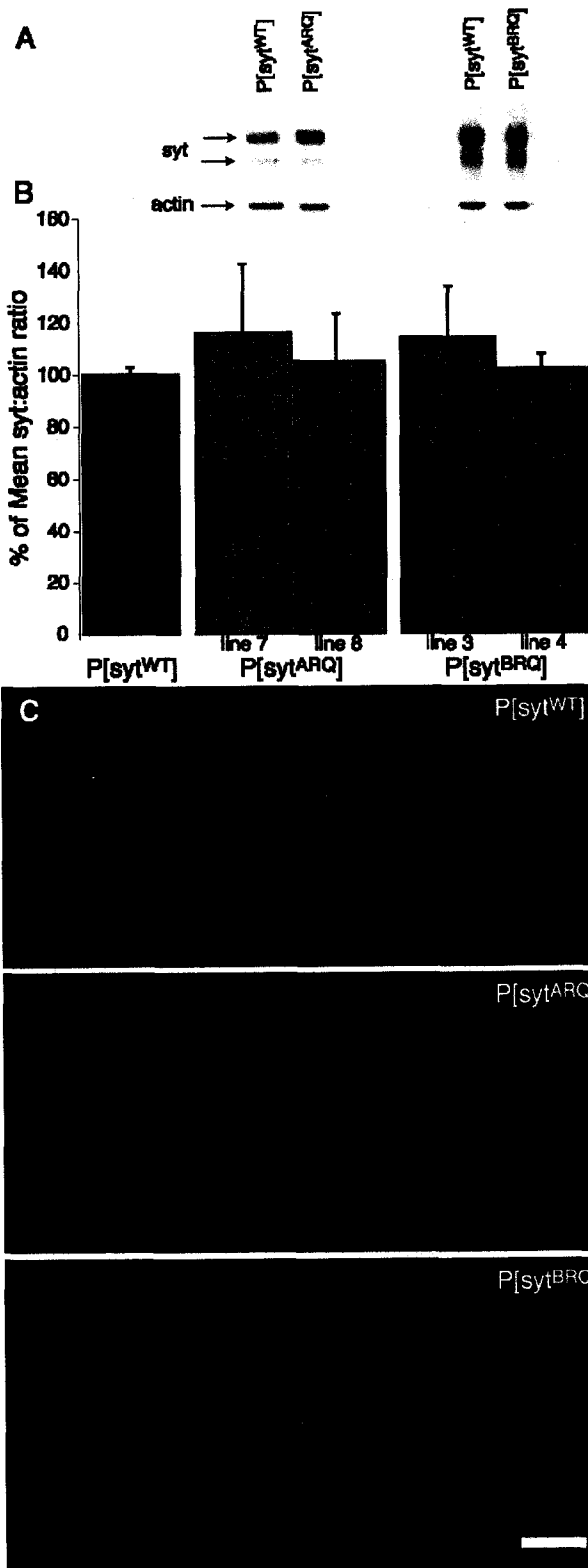 A
P[syt^WT]
P[syt^ARQ]
P[syt^WT]
P[syt^BRQ]
syt
actin
B
% of Mean syt:actin ratio
160
140
120
100
80
60
40
20
0
line 7
line 8
line 3
line 4
P[syt^WT]
P[syt^ARQ]
P[syt^BRQ]
C
P[syt^WT]
P[syt^ARQ
P[syt^BRQ